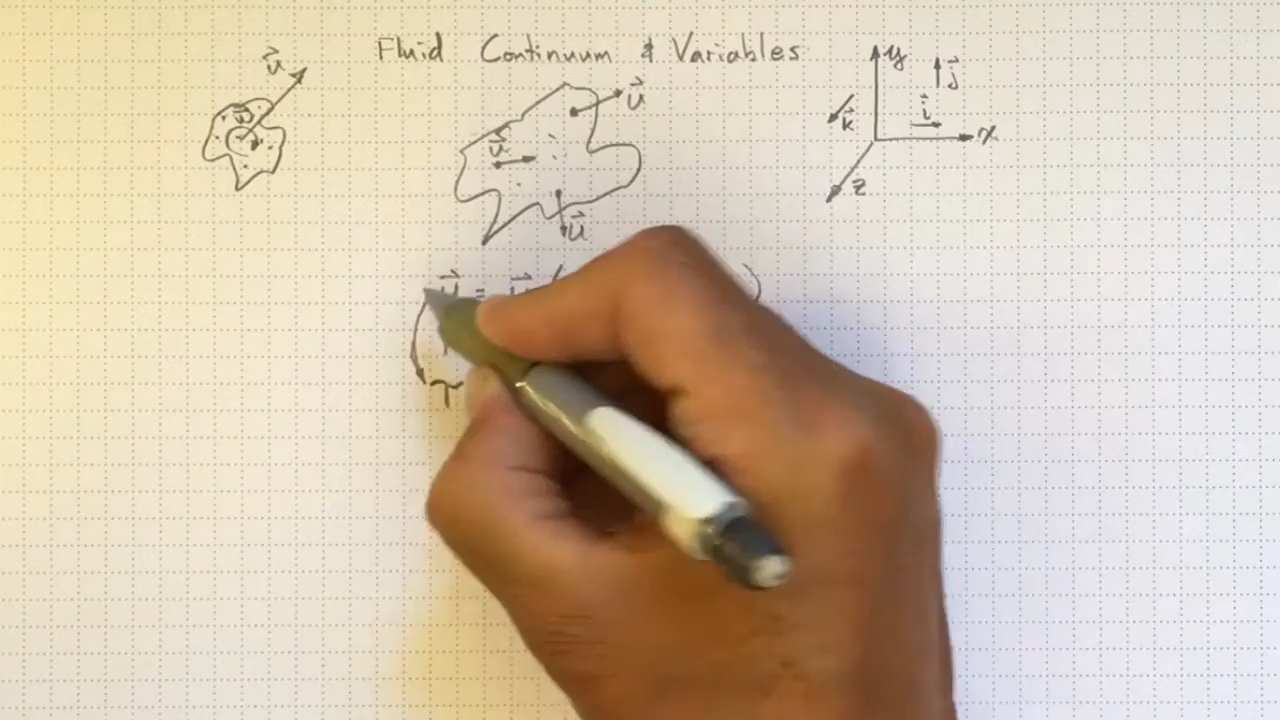 Fluid Continuum & Variables
u⃗
u⃗
u⃗
u⃗
y
j⃗
i⃗
k⃗
x
z
u⃗ = u⃗ ( )
T